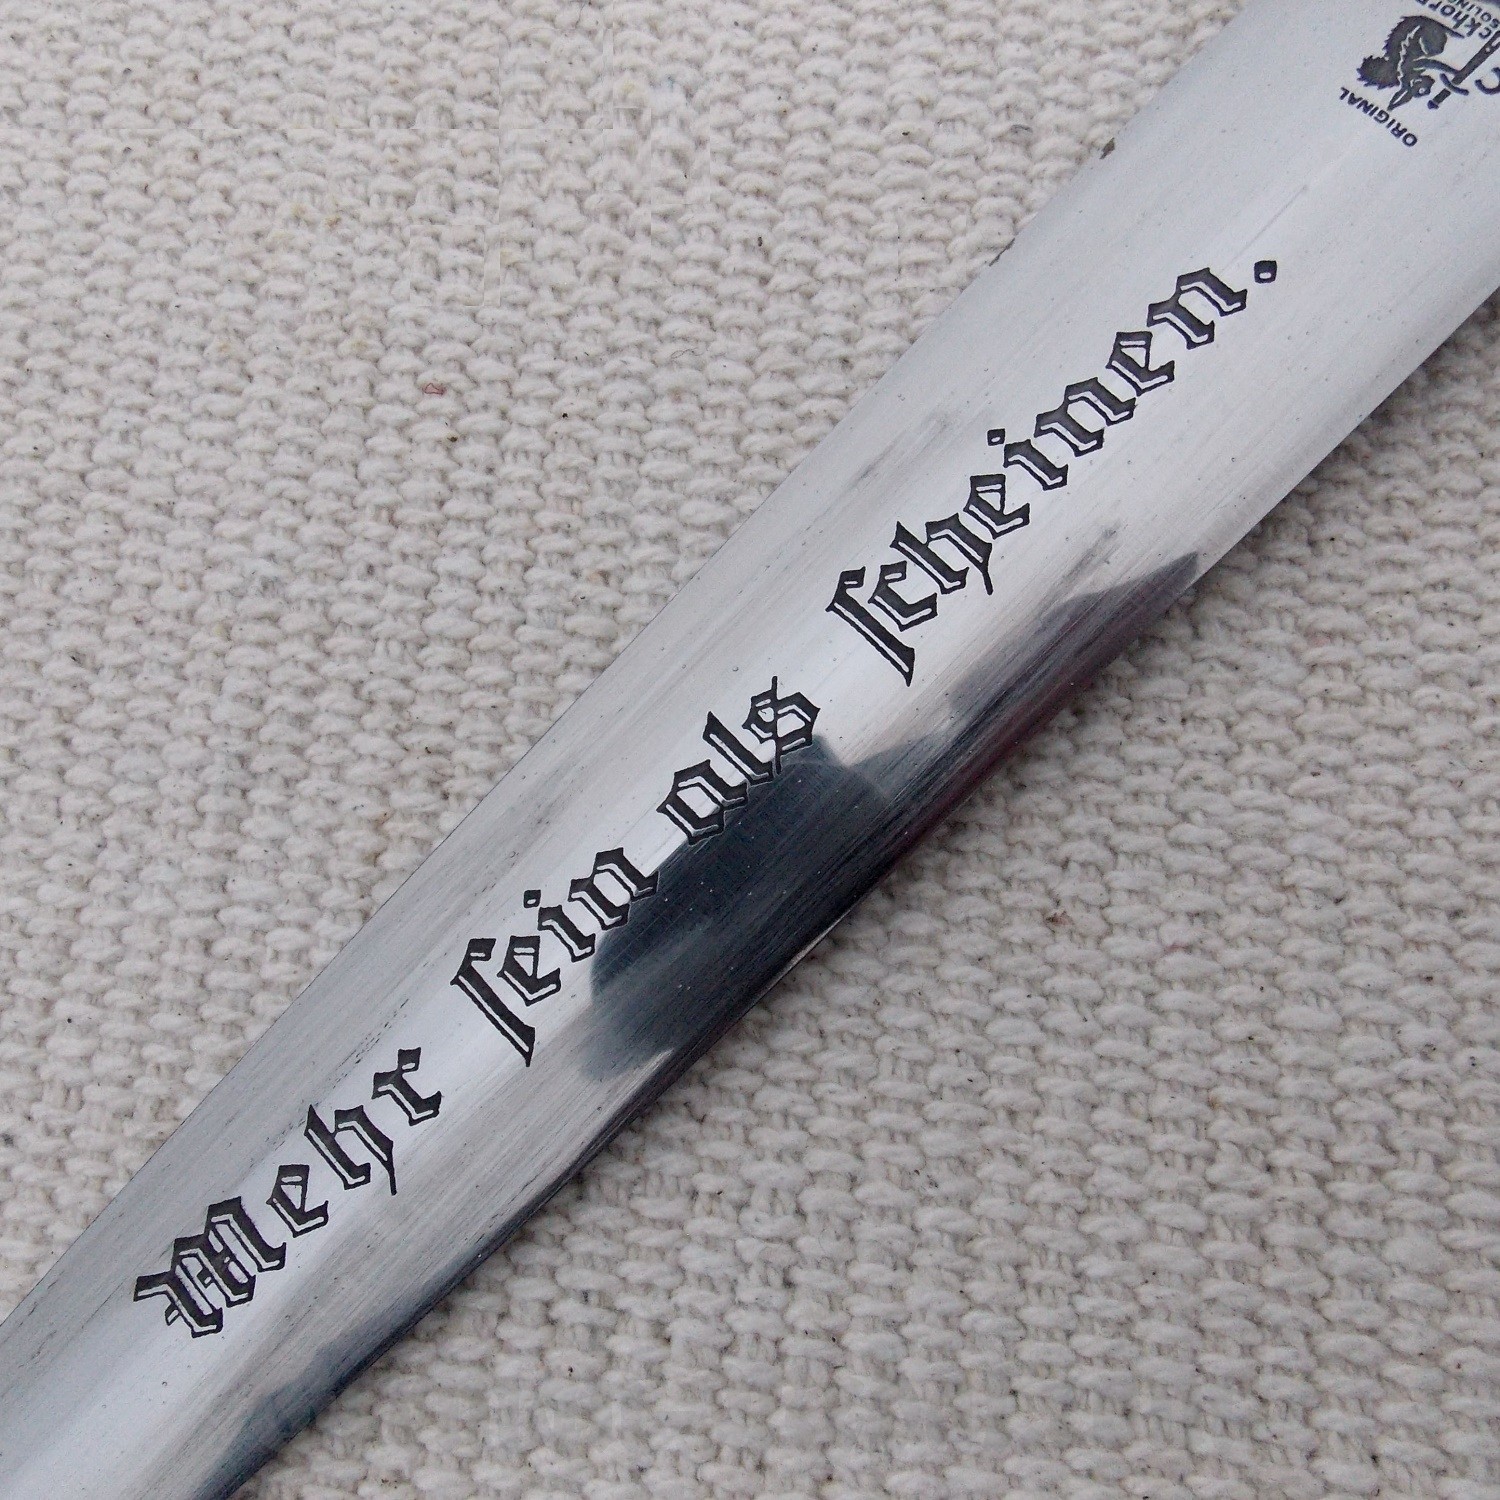 Mehr ſein als ſcheinen.
ORIGINAL